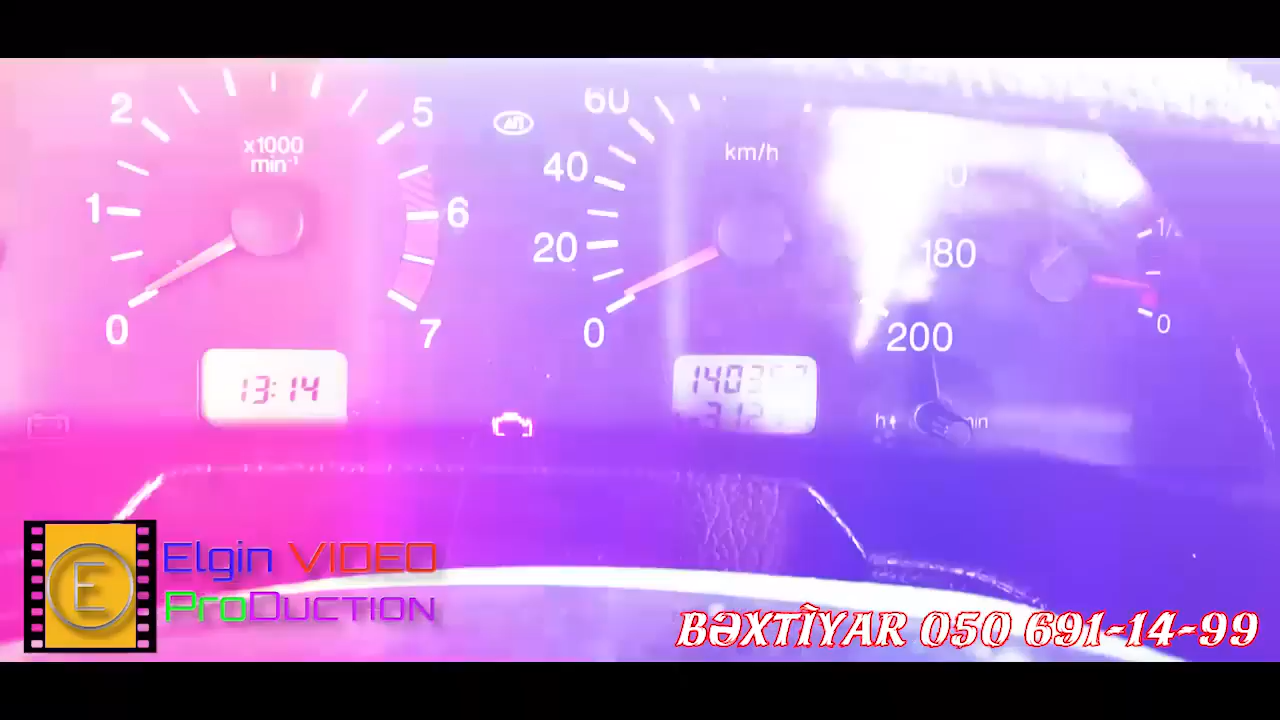 2
5
60
x1000
min⁻¹
km/h
40
1
6
20
180
0
7
0
200
0
13:14
h
Elgin VIDEO
ProDUCTION
BƏXTİYAR 050 691-14-99